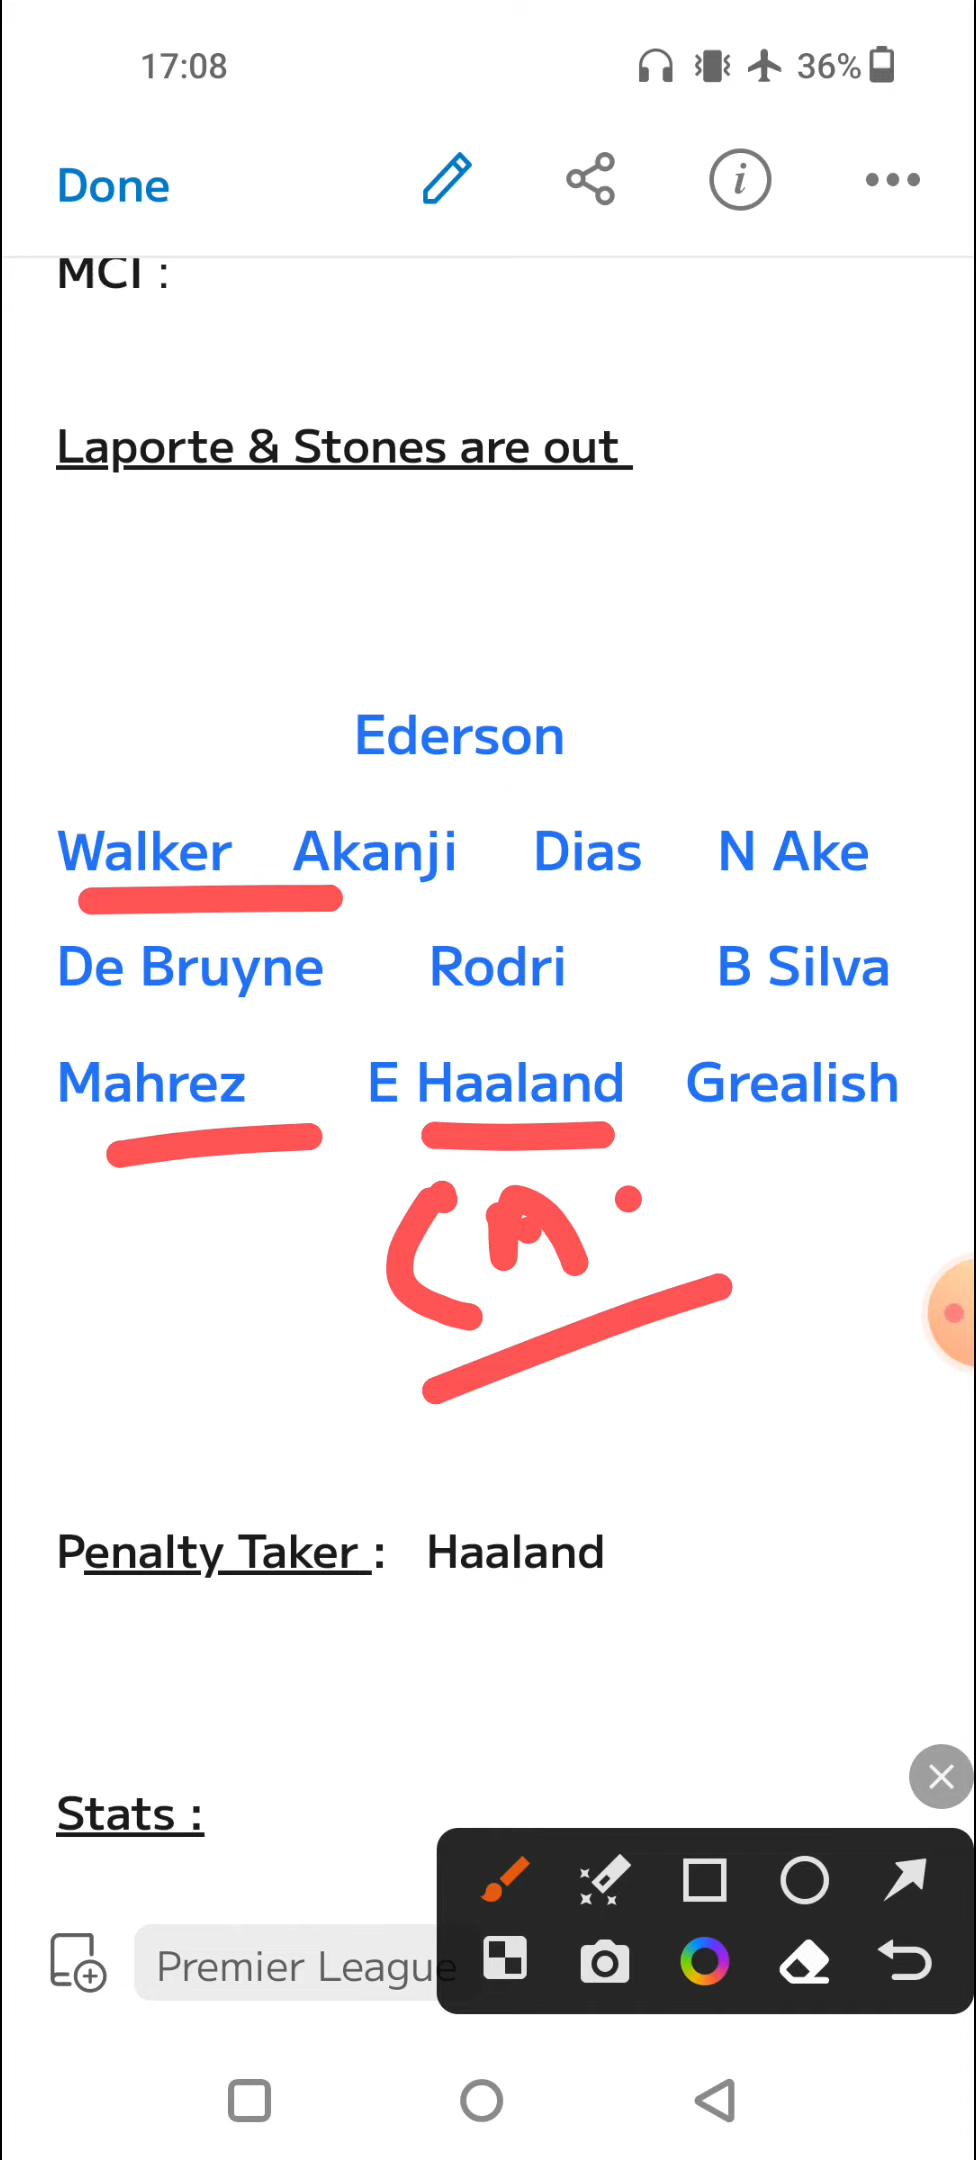 17:08 36%
Done
MCI :
Laporte & Stones are out
Ederson
Walker Akanji Dias N Ake
De Bruyne Rodri B Silva
Mahrez E Haaland Grealish
Penalty Taker : Haaland
Stats :
Premier League